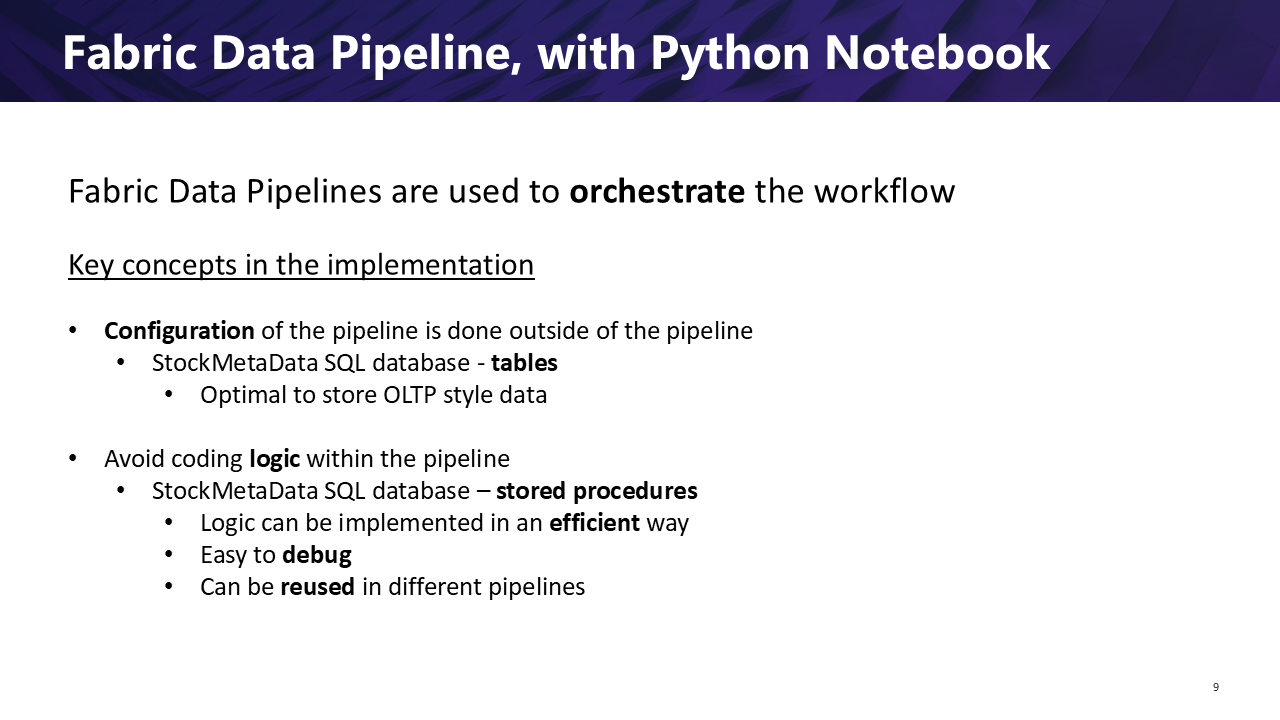 Fabric Data Pipeline, with Python Notebook
Fabric Data Pipelines are used to orchestrate the workflow
Key concepts in the implementation
• Configuration of the pipeline is done outside of the pipeline
• StockMetaData SQL database - tables
• Optimal to store OLTP style data
• Avoid coding logic within the pipeline
• StockMetaData SQL database – stored procedures
• Logic can be implemented in an efficient way
• Easy to debug
• Can be reused in different pipelines
9